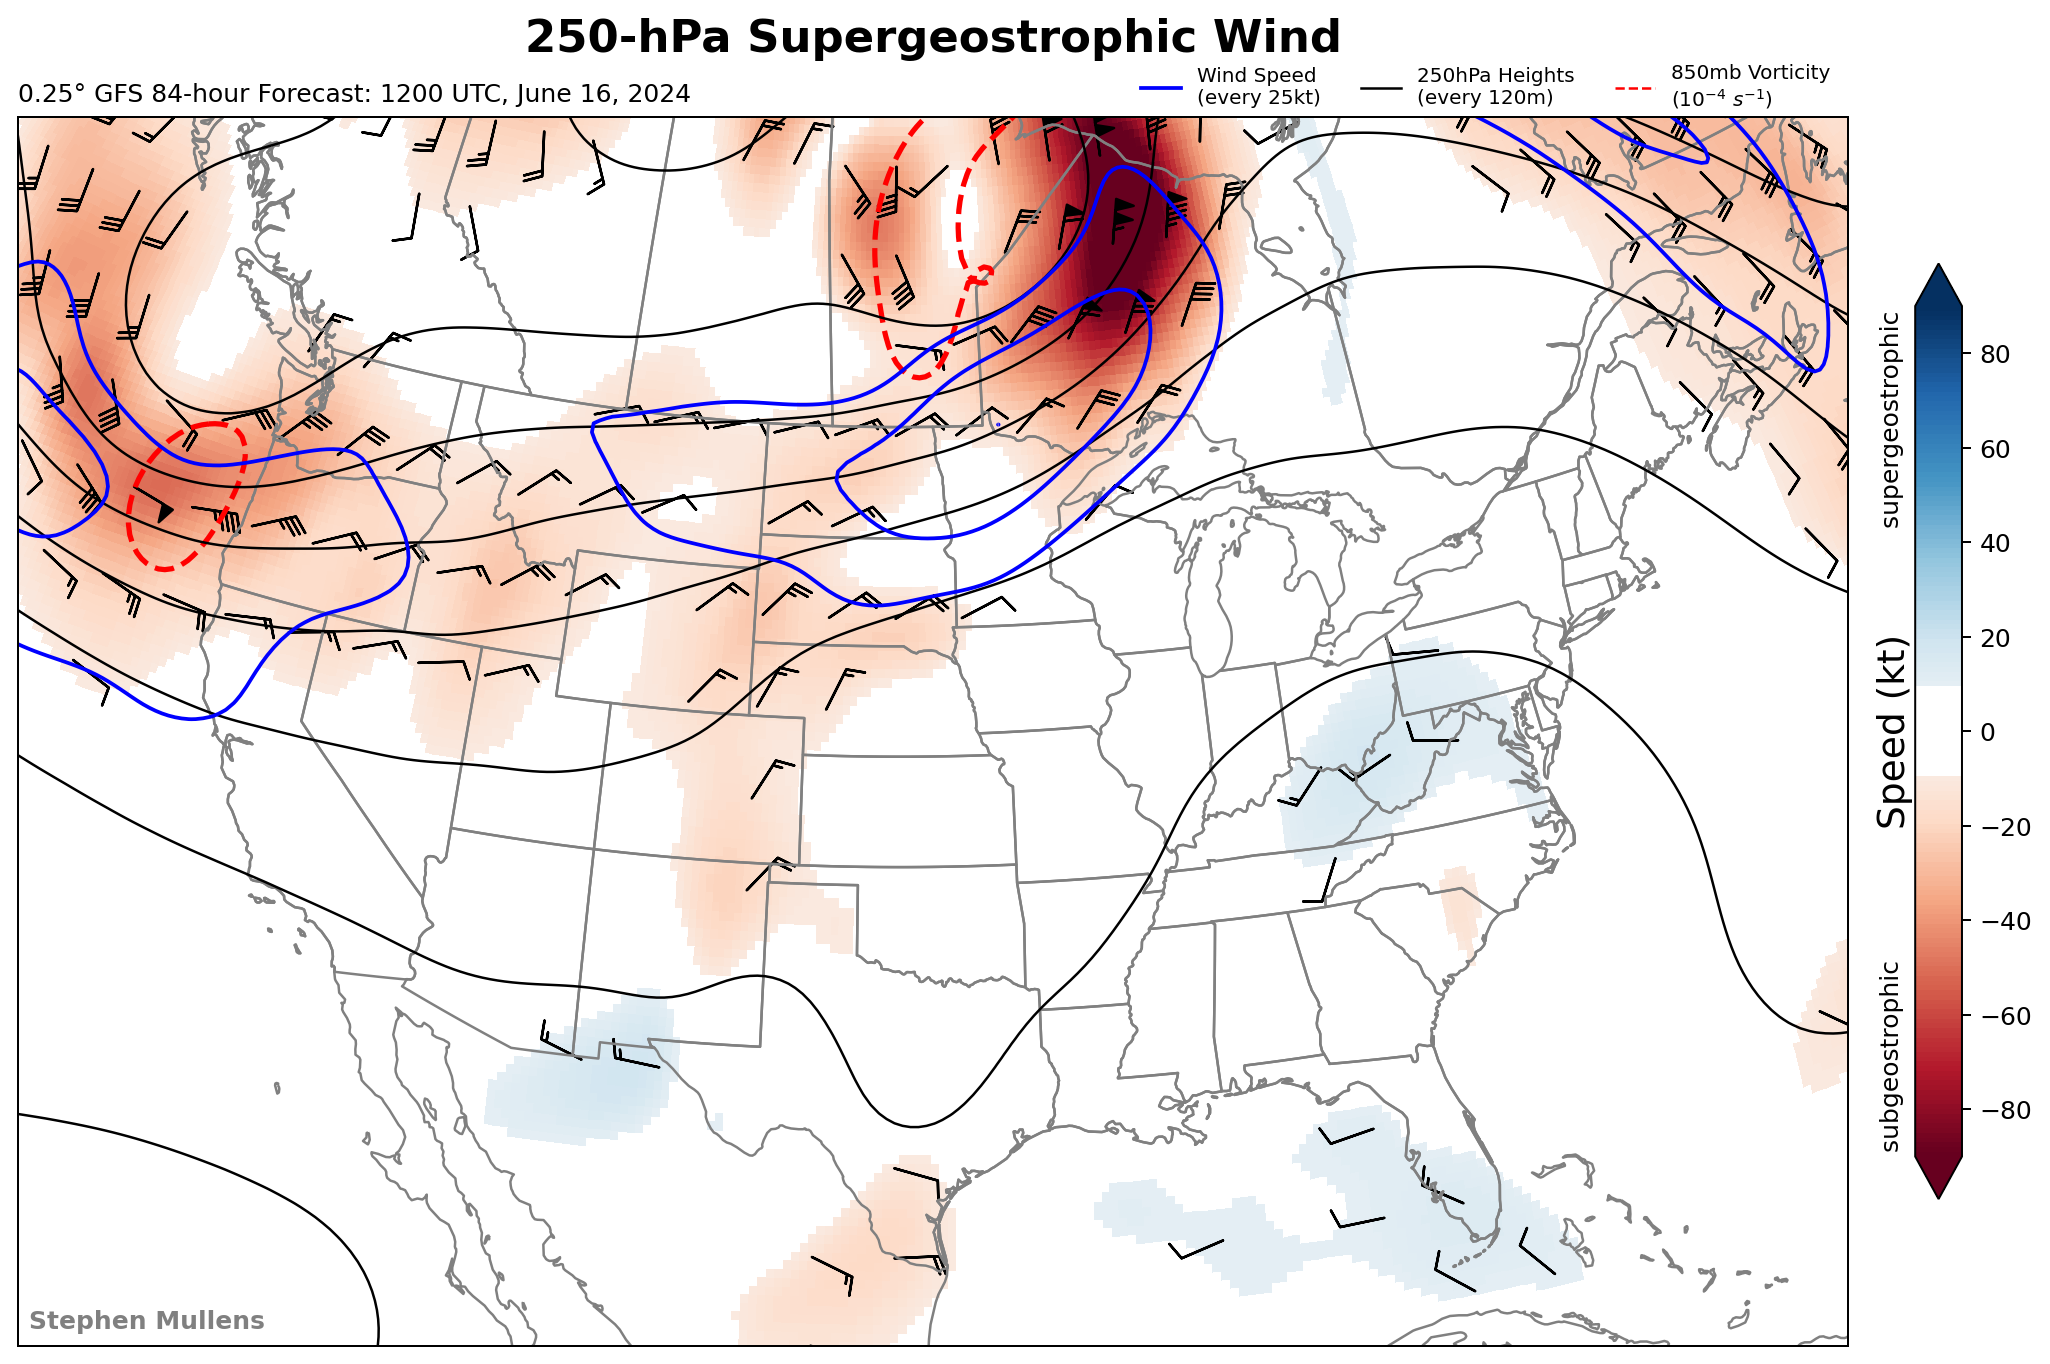 250-hPa Supergeostrophic Wind
0.25° GFS 84-hour Forecast: 1200 UTC, June 16, 2024
Wind Speed
(every 25kt)
250hPa Heights
(every 120m)
850mb Vorticity
(10⁻⁴ s⁻¹)
supergeostrophic
Speed (kt)
subgeostrophic
80
60
40
20
0
−20
−40
−60
−80
Stephen Mullens